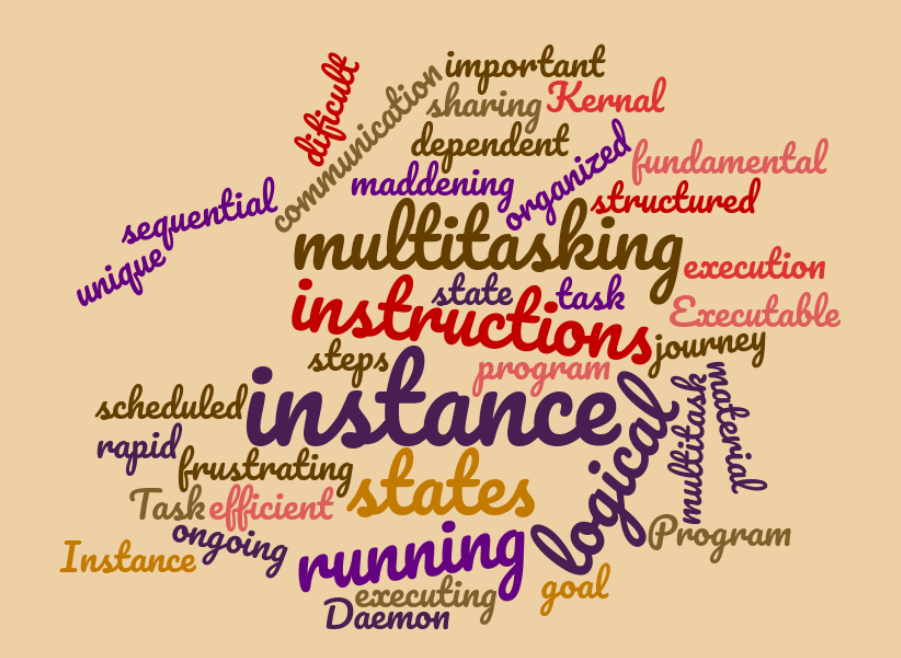 important
difficult
communication
sharing
Kernal
dependent
organized
fundamental
maddening
structured
sequential
multitasking
unique
execution
instructions
state
task
Executable
journey
steps
program
instance
logical
multitask
material
scheduled
rapid
frustrating
states
Task
efficient
ongoing
Program
running
Instance
executing
goal
Daemon